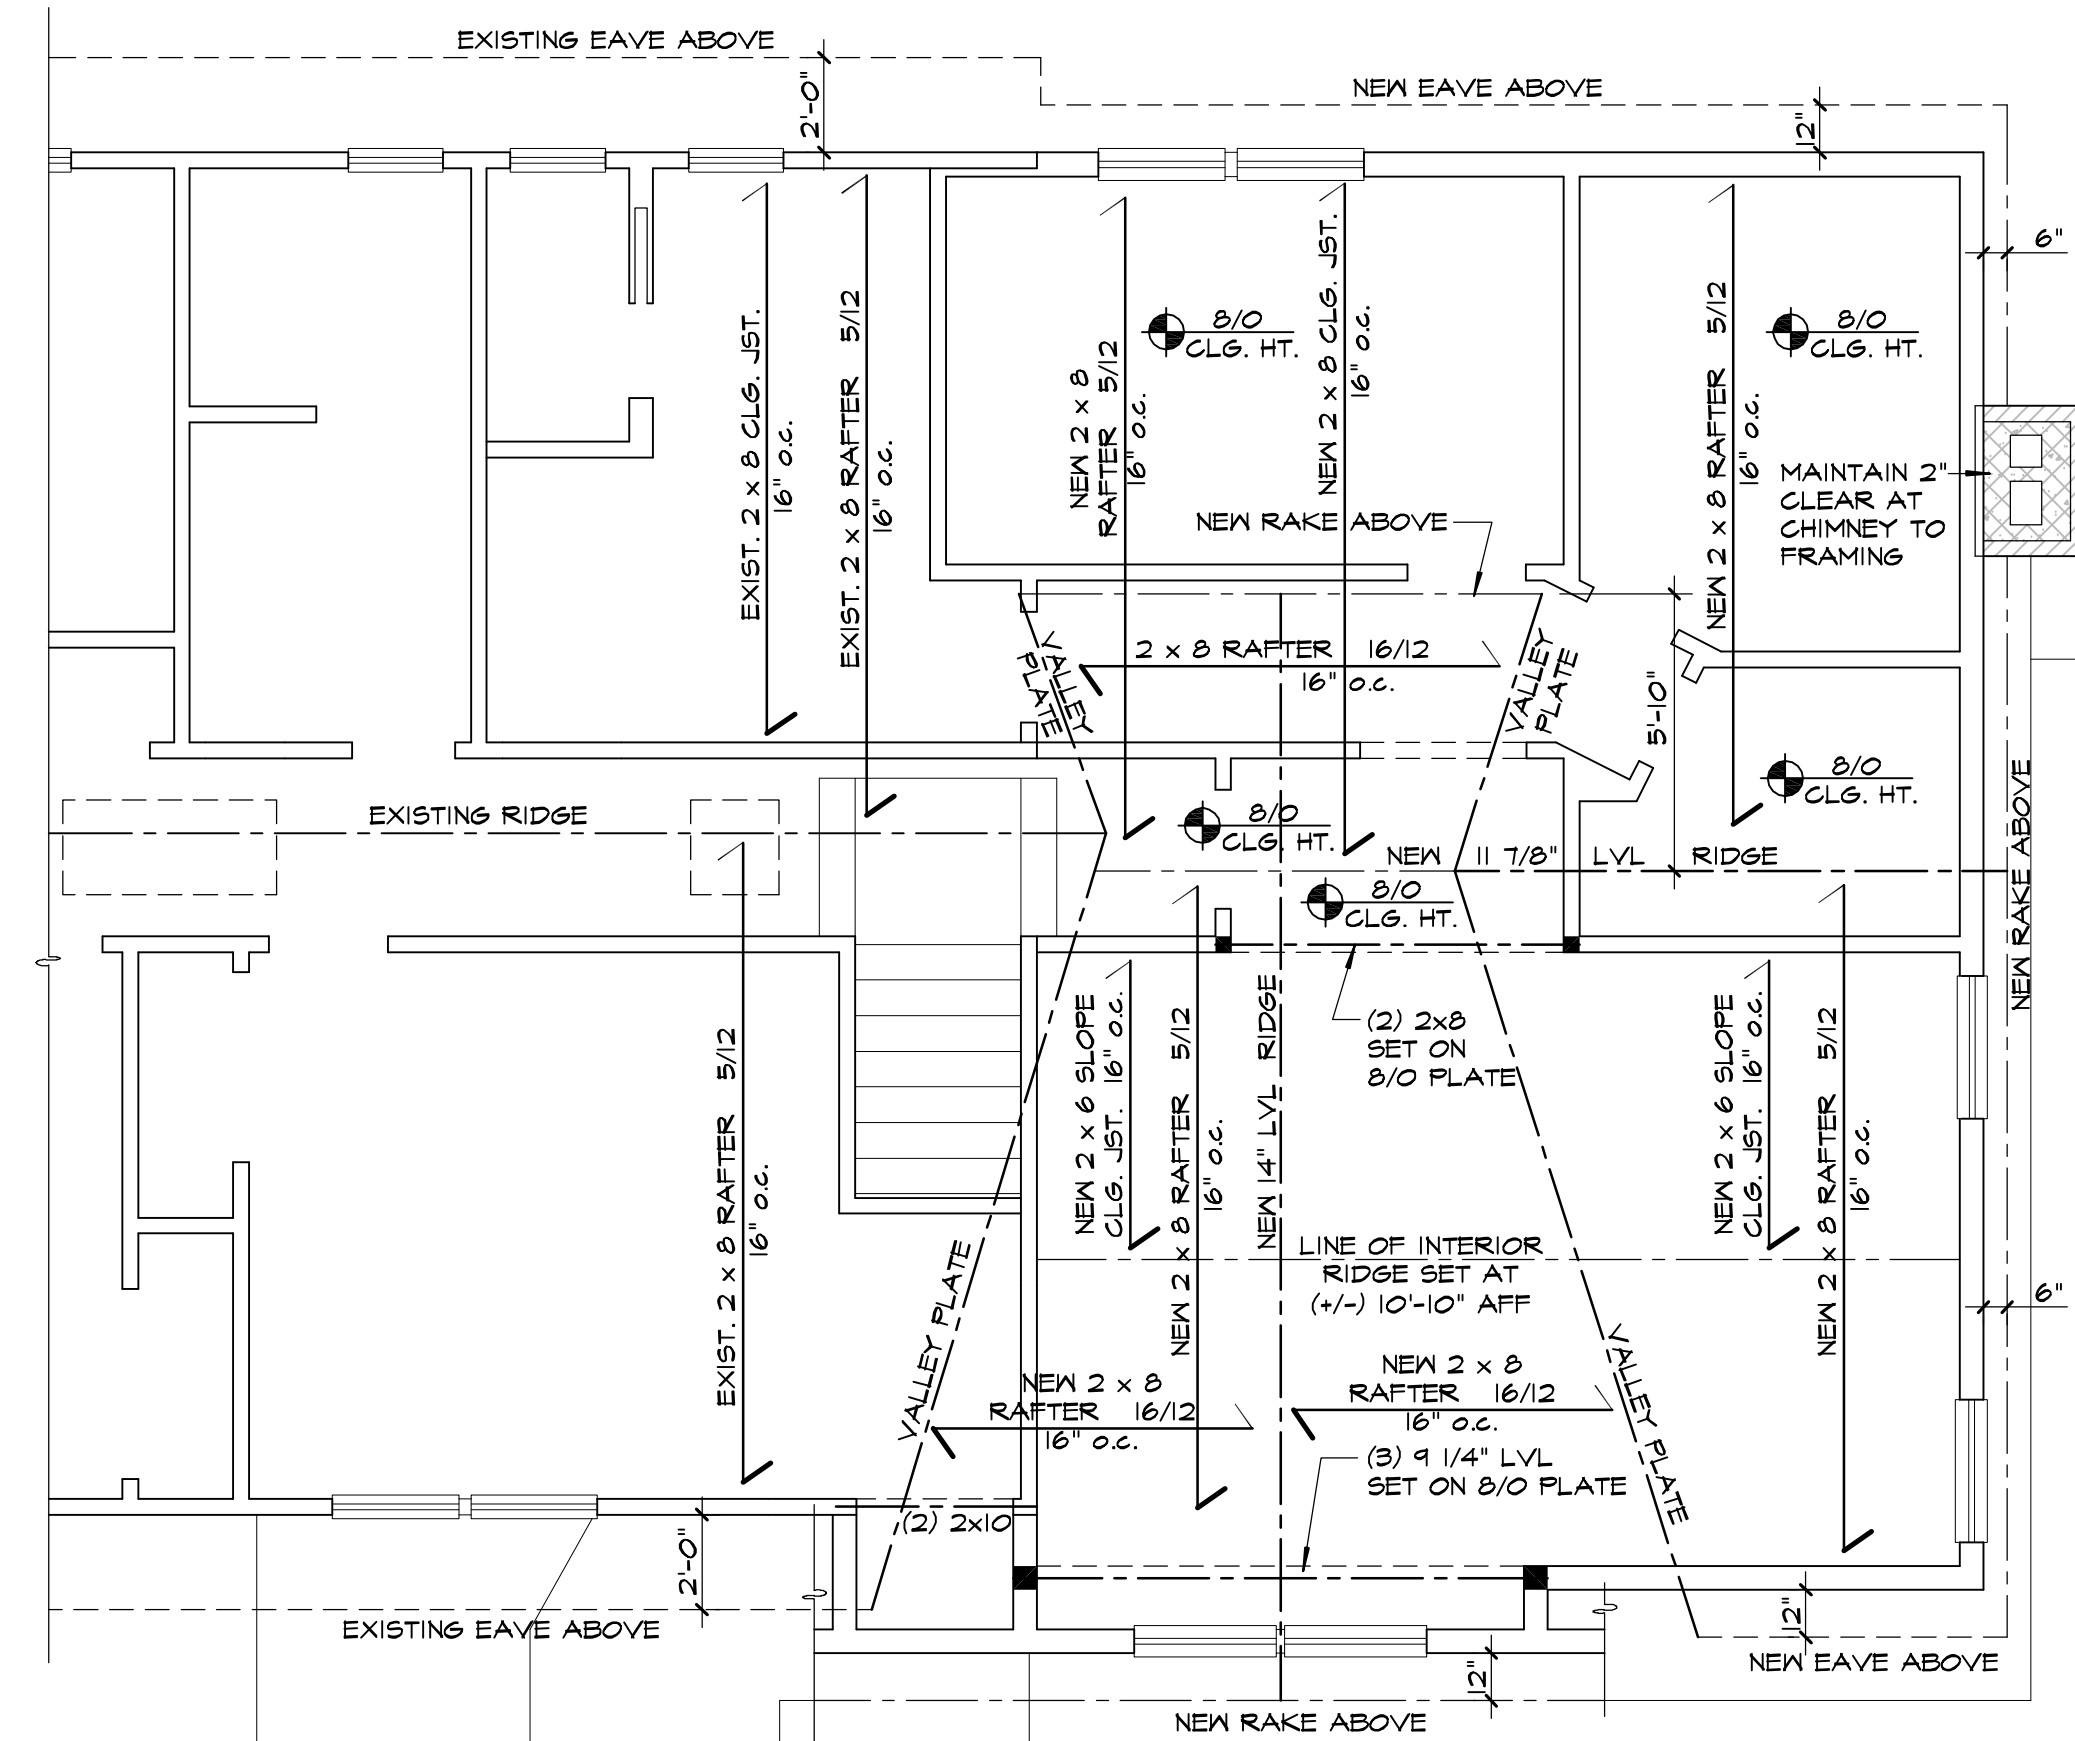 EXISTING EAVE ABOVE
2'-0"
NEW EAVE ABOVE
12"
6"
EXIST. 2 x 8 CLG. JST.
16" o.c.
EXIST. 2 x 8 RAFTER 5/12
16" o.c.
NEW 2 x 8
RAFTER 5/12
16" o.c.
8/0
CLG. HT.
NEW 2 x 8 CLG. JST.
16" o.c.
NEW 2 x 8 RAFTER 5/12
16" o.c.
8/0
CLG. HT.
MAINTAIN 2"
CLEAR AT
CHIMNEY TO
FRAMING
NEW RAKE ABOVE
VALLEY
PLATE
2 x 8 RAFTER 16/12
16" o.c.
VALLEY
PLATE
5'-10"
8/0
CLG. HT.
EXISTING RIDGE
8/0
CLG. HT.
NEW 11 7/8" LVL RIDGE
NEW RAKE ABOVE
8/0
CLG. HT.
EXIST. 2 x 8 RAFTER 5/12
16" o.c.
NEW 2 x 6 SLOPE
CLG. JST. 16" o.c.
NEW 2 x 8 RAFTER 5/12
16" o.c.
NEW 14" LVL RIDGE
(2) 2x8
SET ON
8/0 PLATE
NEW 2 x 6 SLOPE
CLG. JST. 16" o.c.
NEW 2 x 8 RAFTER 5/12
16" o.c.
LINE OF INTERIOR
RIDGE SET AT
(+/-) 10'-10" AFF
6"
VALLEY PLATE
NEW 2 x 8
RAFTER 16/12
16" o.c.
NEW 2 x 8
RAFTER 16/12
16" o.c.
VALLEY PLATE
(3) 9 1/4" LVL
SET ON 8/0 PLATE
(2) 2x10
2'-0"
EXISTING EAVE ABOVE
12"
NEW EAVE ABOVE
12"
NEW RAKE ABOVE